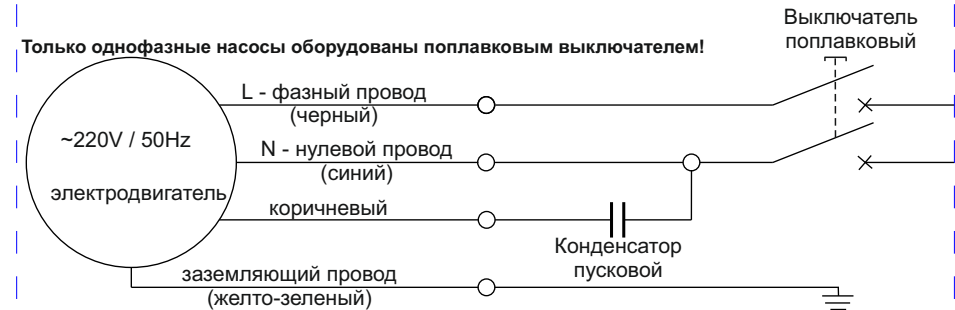 Выключатель
поплавковый
Только однофазные насосы оборудованы поплавковым выключателем!
L - фазный провод
(черный)
~220V / 50Hz
N - нулевой провод
(синий)
электродвигатель
коричневый
Конденсатор
пусковой
заземляющий провод
(желто-зеленый)